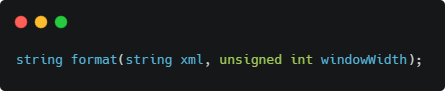 string format(string xml, unsigned int windowWidth);